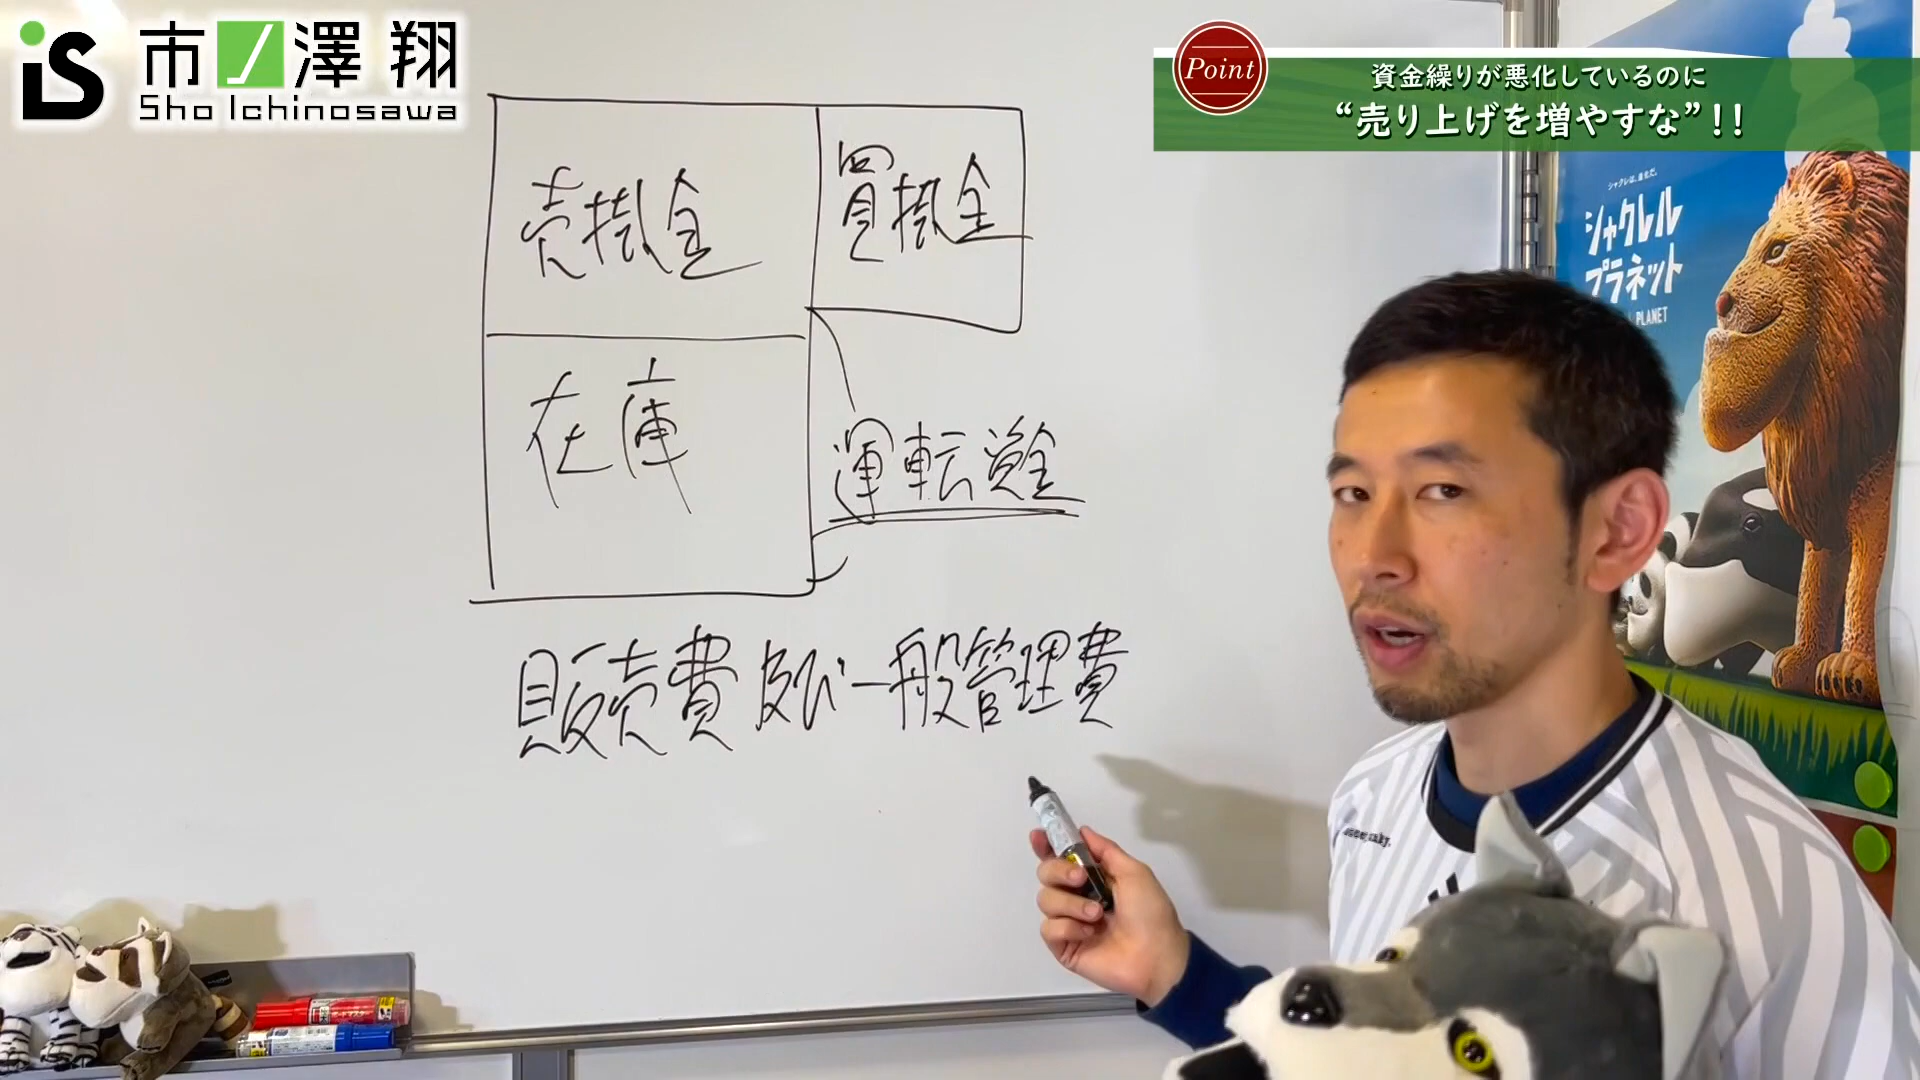 iS 市ノ澤 翔
Sho Ichinosawa
Point
資金繰りが悪化しているのに
“売り上げを増やすな”!!
売掛金
買掛金
在庫
運転資金
販売費及び一般管理費
シャクレル
プラネット
PLANET